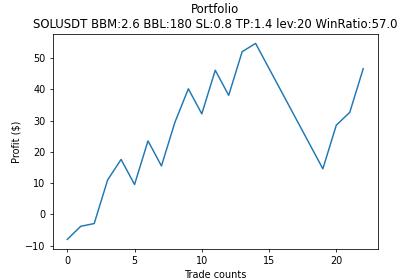 Portfolio
SOLUSDT BBM:2.6 BBL:180 SL:0.8 TP:1.4 lev:20 WinRatio:57.0
50
40
30
20
10
0
−10
Profit ($)
0 5 10 15 20
Trade counts